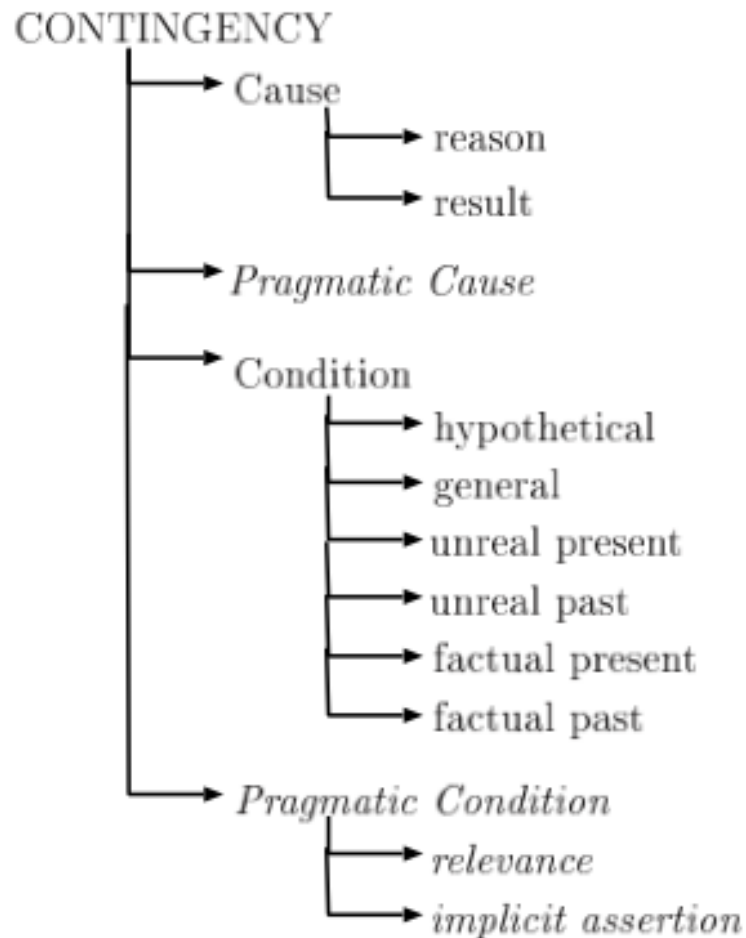 CONTINGENCY
Cause
reason
result
Pragmatic Cause
Condition
hypothetical
general
unreal present
unreal past
factual present
factual past
Pragmatic Condition
relevance
implicit assertion